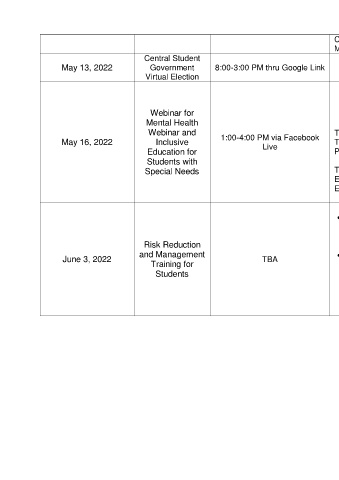 May 13, 2022
Central Student
Government
Virtual Election
8:00-3:00 PM thru Google Link
May 16, 2022
Webinar for
Mental Health
Webinar and
Inclusive
Education for
Students with
Special Needs
1:00-4:00 PM via Facebook
Live
June 3, 2022
Risk Reduction
and Management
Training for
Students
TBA